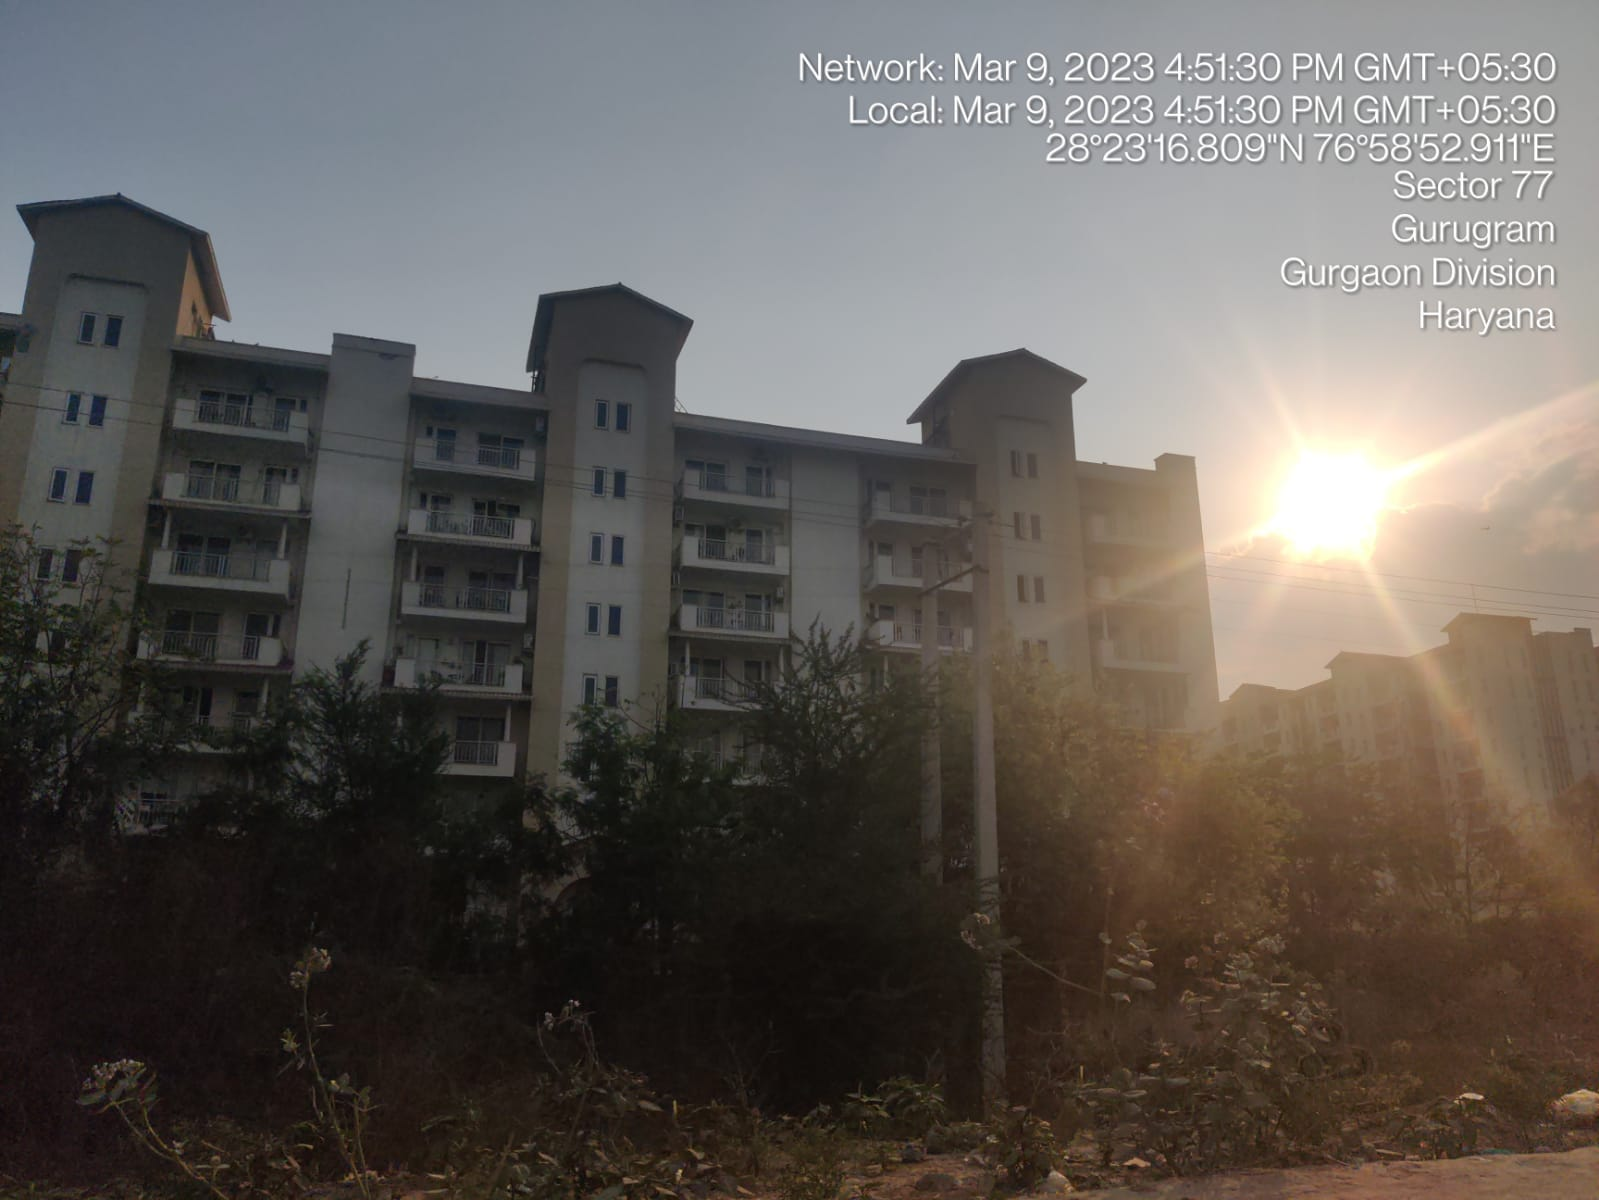 Network: Mar 9, 2023 4:51:30 PM GMT+05:30
Local: Mar 9, 2023 4:51:30 PM GMT+05:30
28°23'16.809"N 76°58'52.911"E
Sector 77
Gurugram
Gurgaon Division
Haryana